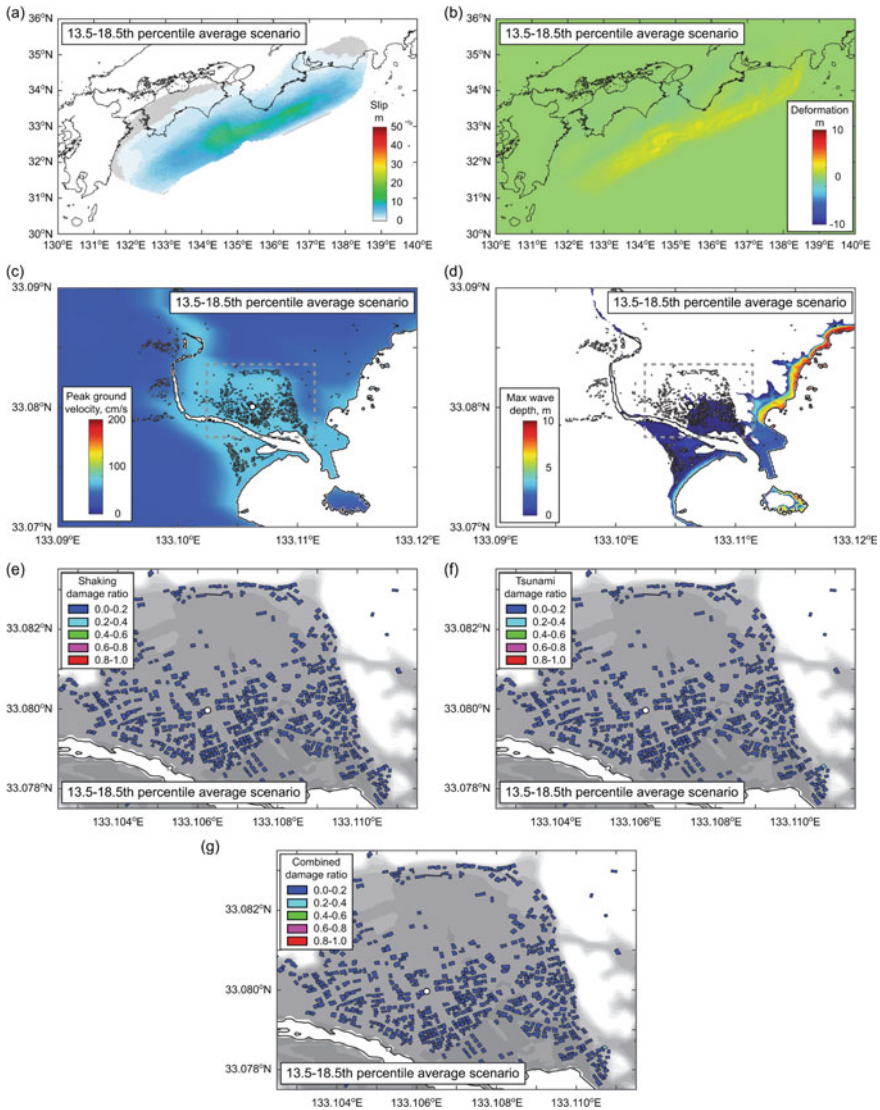 (a)
13.5-18.5th percentile average scenario
36°N
35°N
34°N
33°N
32°N
31°N
30°N
Slip
m
50
40
30
20
10
0
130°E 131°E 132°E 133°E 134°E 135°E 136°E 137°E 138°E 139°E 140°E
(b)
13.5-18.5th percentile average scenario
36°N
35°N
34°N
33°N
32°N
31°N
30°N
Deformation
m
10
0
-10
130°E 131°E 132°E 133°E 134°E 135°E 136°E 137°E 138°E 139°E 140°E
(c)
33.09°N
13.5-18.5th percentile average scenario
33.08°N
33.07°N
Peak ground
velocity, cm/s
200
100
0
133.09°E 133.10°E 133.11°E 133.12°E
(d)
33.09°N
13.5-18.5th percentile average scenario
33.08°N
33.07°N
Max wave
depth, m
10
5
0
133.09°E 133.10°E 133.11°E 133.12°E
(e)
Shaking
damage ratio
0.0-0.2
0.2-0.4
0.4-0.6
0.6-0.8
0.8-1.0
33.082°N
33.080°N
33.078°N
13.5-18.5th percentile average scenario
133.104°E 133.106°E 133.108°E 133.110°E
(f)
Tsunami
damage ratio
0.0-0.2
0.2-0.4
0.4-0.6
0.6-0.8
0.8-1.0
33.082°N
33.080°N
33.078°N
13.5-18.5th percentile average scenario
133.104°E 133.106°E 133.108°E 133.110°E
(g)
Combined
damage ratio
0.0-0.2
0.2-0.4
0.4-0.6
0.6-0.8
0.8-1.0
33.082°N
33.080°N
33.078°N
13.5-18.5th percentile average scenario
133.104°E 133.106°E 133.108°E 133.110°E